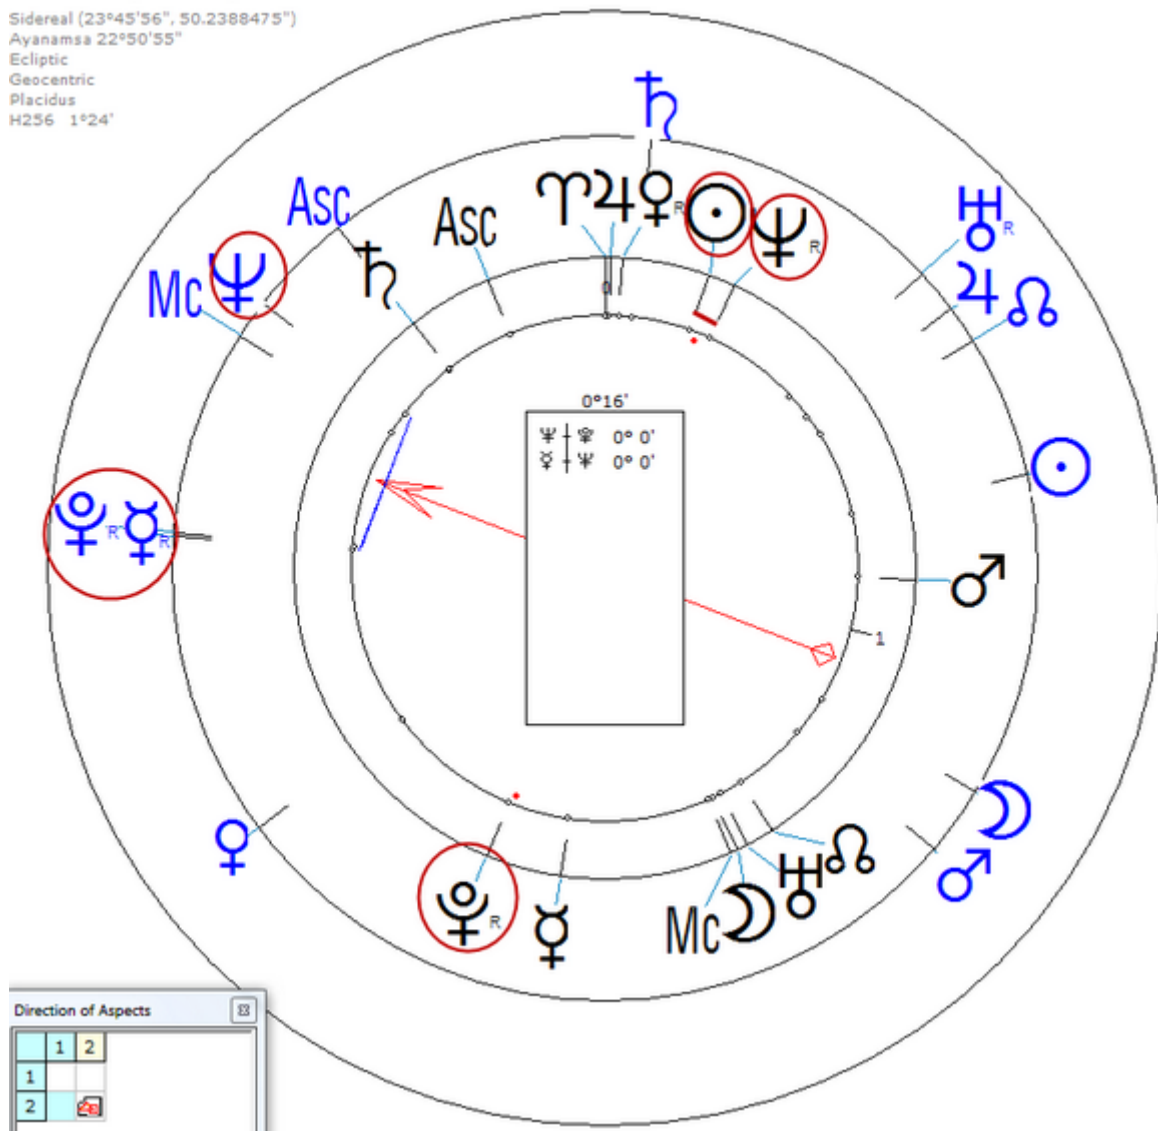 Sidereal (23°45'56", 50.2388475")
Ayanamsa 22°50'55"
Ecliptic
Geocentric
Placidus
H256 1°24'
♄
Asc Asc ♈ ♃ ♀ R ☉ ♆ R ♅ R
Mc ♆ ♄ ♃ ☊
0
☉
0°16'
♆ ♇ 0° 0'
☿ ♆ 0° 0'
♇ R ☿ R
♂
1
♀ ♇ R ☿ Mc ☽ ♅ ☊ ☽
♂
Direction of Aspects
1 2
1
2